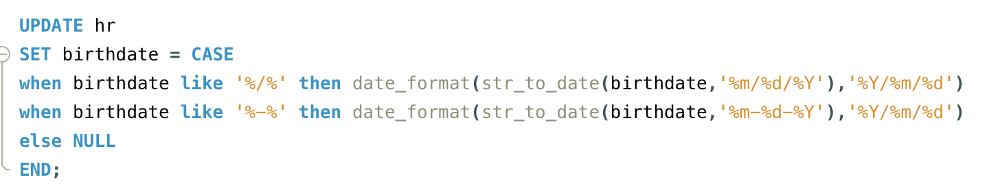 UPDATE hr
SET birthdate = CASE
when birthdate like '%/%' then date_format(str_to_date(birthdate,'%m/%d/%Y'),'%Y/%m/%d')
when birthdate like '%-%' then date_format(str_to_date(birthdate,'%m-%d-%Y'),'%Y/%m/%d')
else NULL
END;